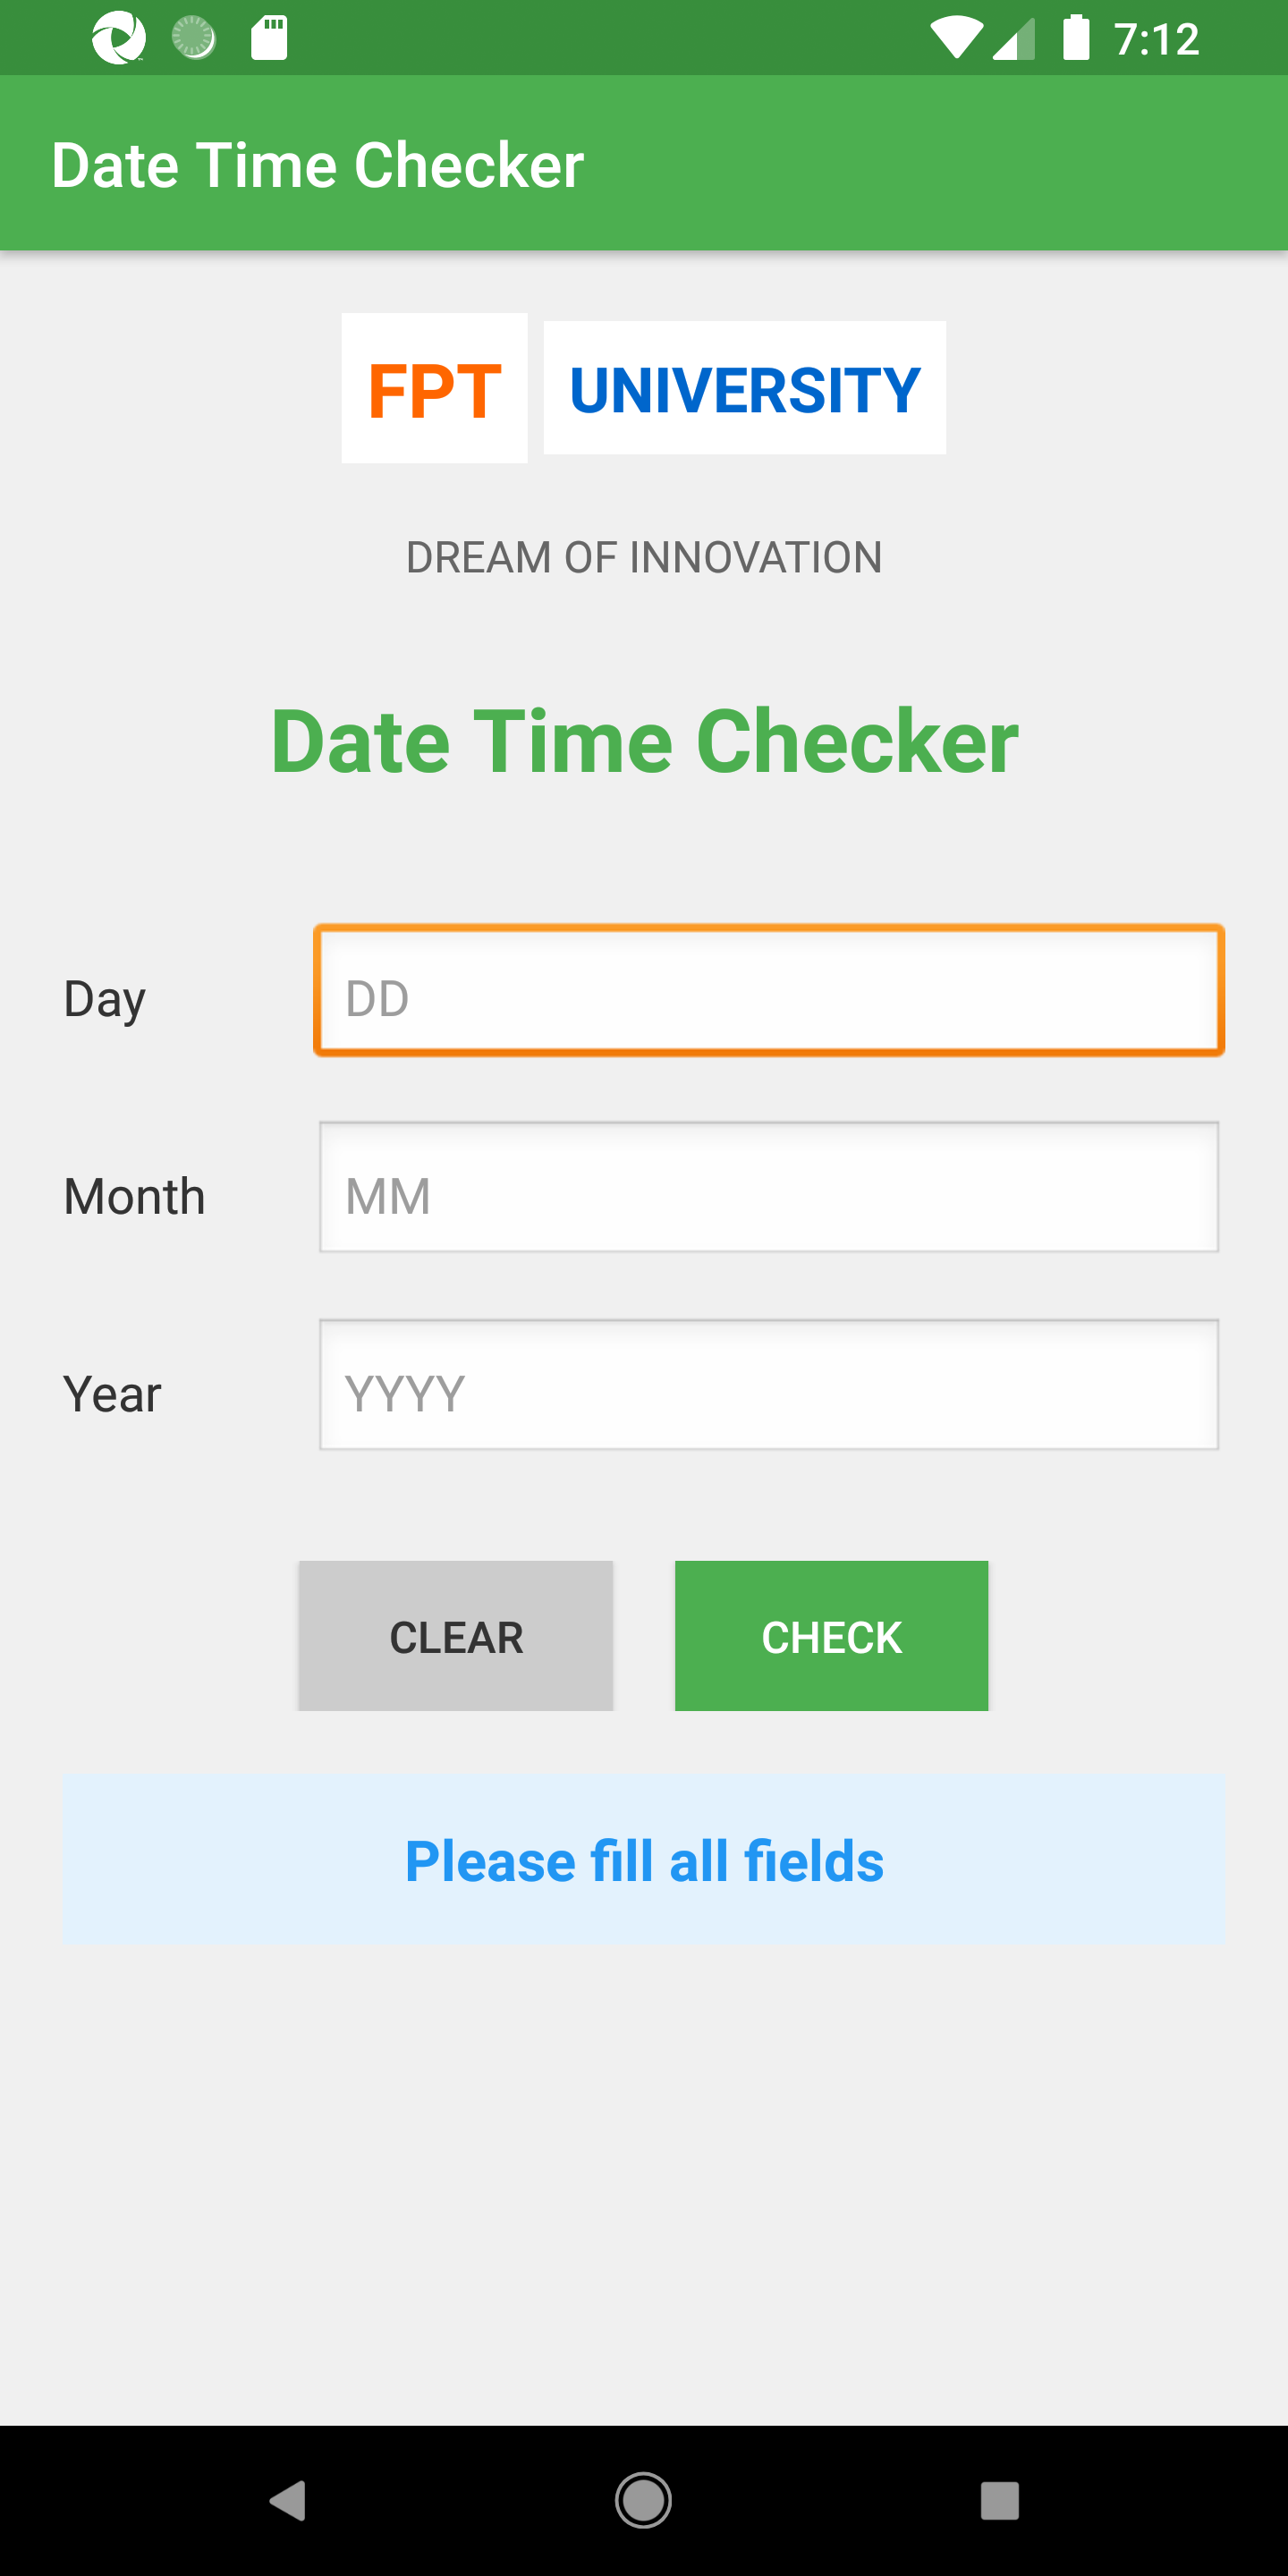 7:12
Date Time Checker
FPT UNIVERSITY
DREAM OF INNOVATION
Date Time Checker
Day DD
Month MM
Year YYYY
CLEAR CHECK
Please fill all fields